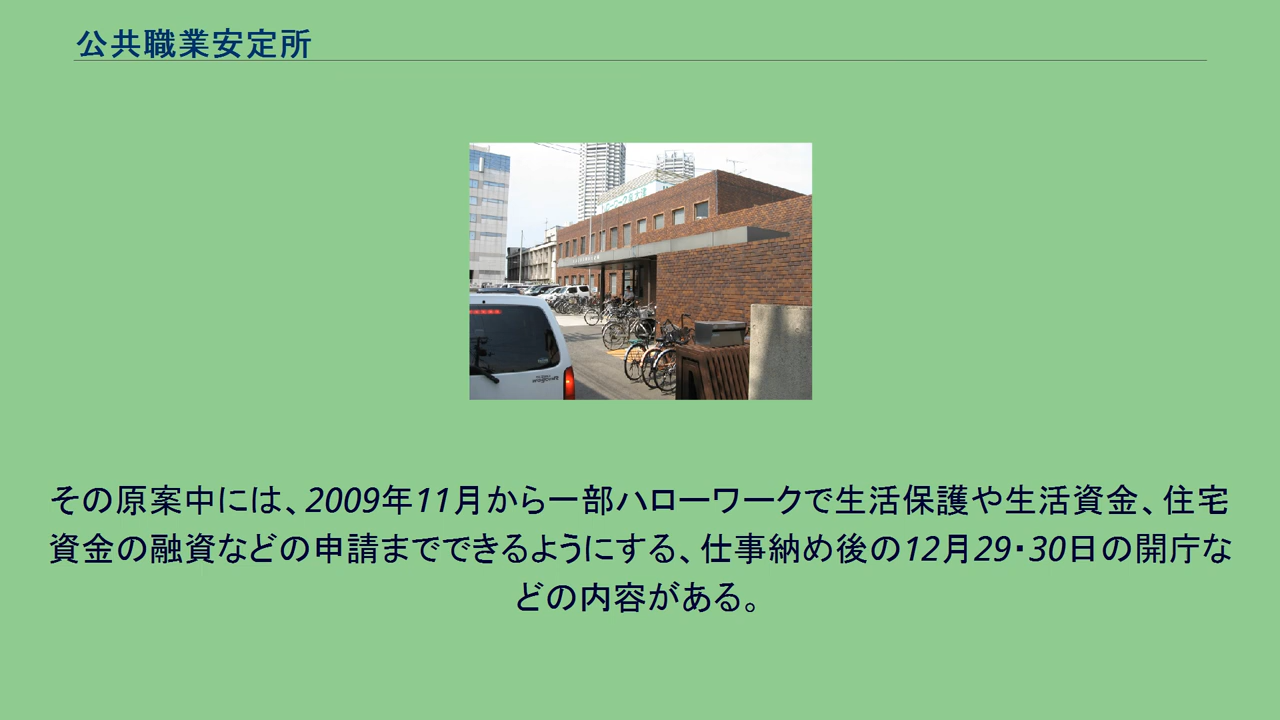 公共職業安定所
その原案中には、2009年11月から一部ハローワークで生活保護や生活資金、住宅
資金の融資などの申請までできるようにする、仕事納め後の12月29・30日の開庁な
どの内容がある。